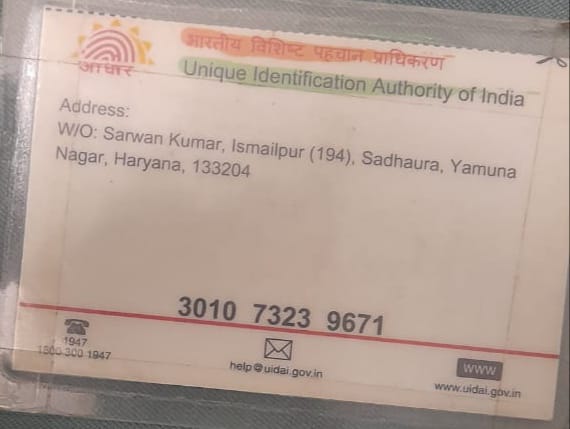 भारतीय विशिष्ट पहचान प्राधिकरण
आधार
Unique Identification Authority of India
Address:
W/O: Sarwan Kumar, Ismailpur (194), Sadhaura, Yamuna
Nagar, Haryana, 133204
3010 7323 9671
1947
1800 300 1947
help@uidai.gov.in
www
www.uidai.gov.in